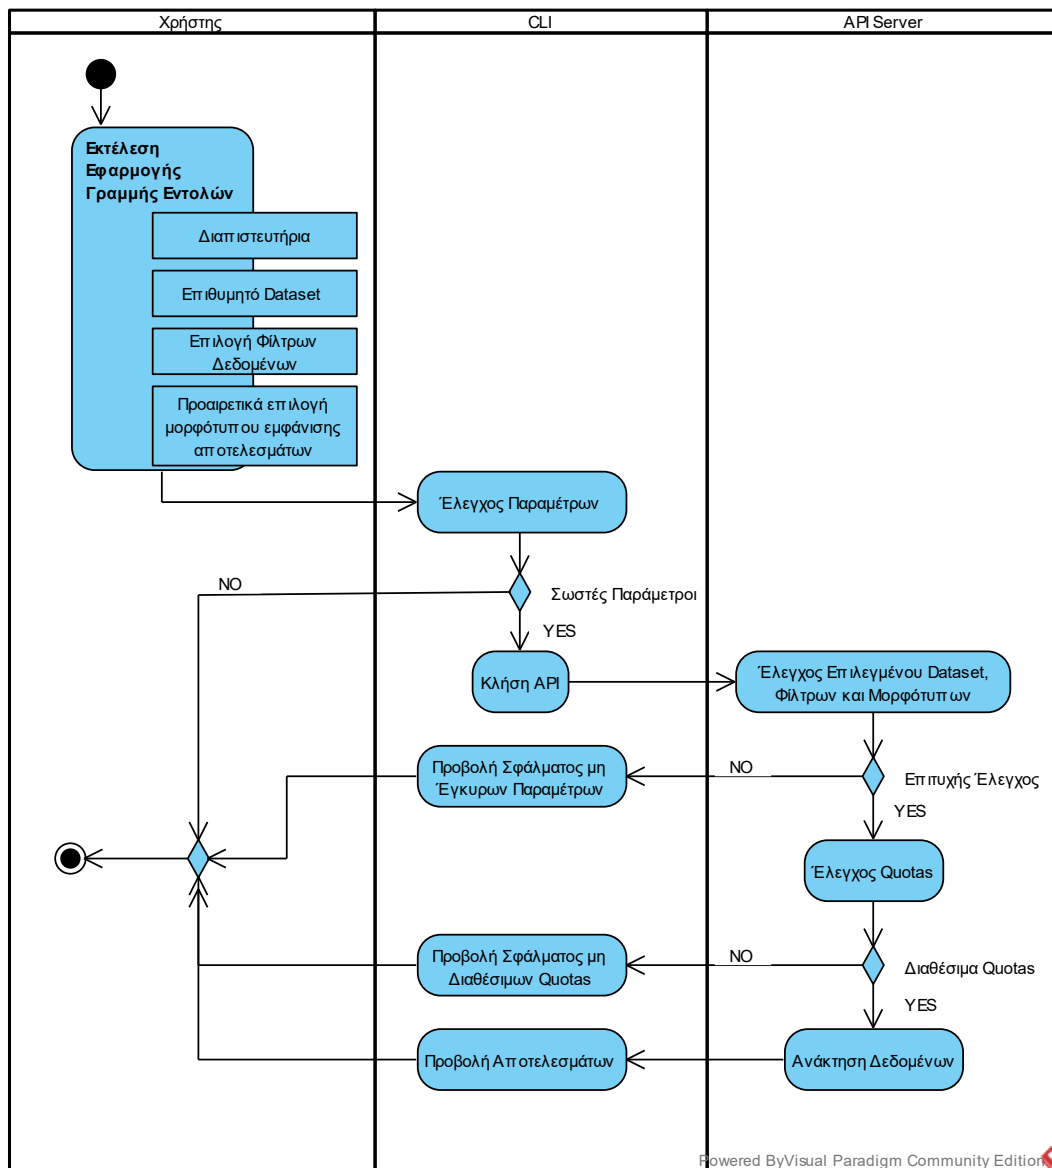 Χρήστης
CLI
API Server
Εκτέλεση
Εφαρμογής
Γραμμής Εντολών
Διαπιστευτήρια
Επιθυμητό Dataset
Επιλογή Φίλτρων
Δεδομένων
Προαιρετικά επιλογή
μορφότυπου εμφάνισης
αποτελεσμάτων
Έλεγχος Παραμέτρων
NO
Σωστές Παράμετροι
YES
Κλήση API
Έλεγχος Επιλεγμένου Dataset,
Φίλτρων και Μορφότυπων
Προβολή Σφάλματος μη
Έγκυρων Παραμέτρων
NO
Επιτυχής Έλεγχος
YES
Έλεγχος Quotas
Προβολή Σφάλματος μη
Διαθέσιμων Quotas
NO
Διαθέσιμα Quotas
YES
Προβολή Αποτελεσμάτων
Ανάκτηση Δεδομένων
Powered ByVisual Paradigm Community Edition